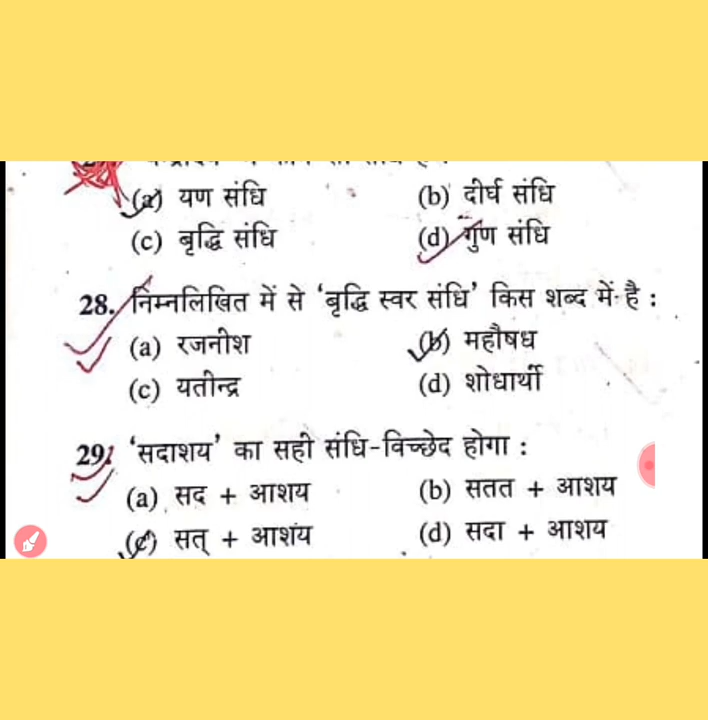 (a) यण संधि (b) दीर्घ संधि
(c) बृद्धि संधि (d) गुण संधि
28. निम्नलिखित में से ‘बृद्धि स्वर संधि’ किस शब्द में है :
(a) रजनीश (b) महौषध
(c) यतीन्द्र (d) शोधार्थी
29. ‘सदाशय’ का सही संधि-विच्छेद होगा :
(a) सद + आशय (b) सतत + आशय
(c) सत् + आशय (d) सदा + आशय